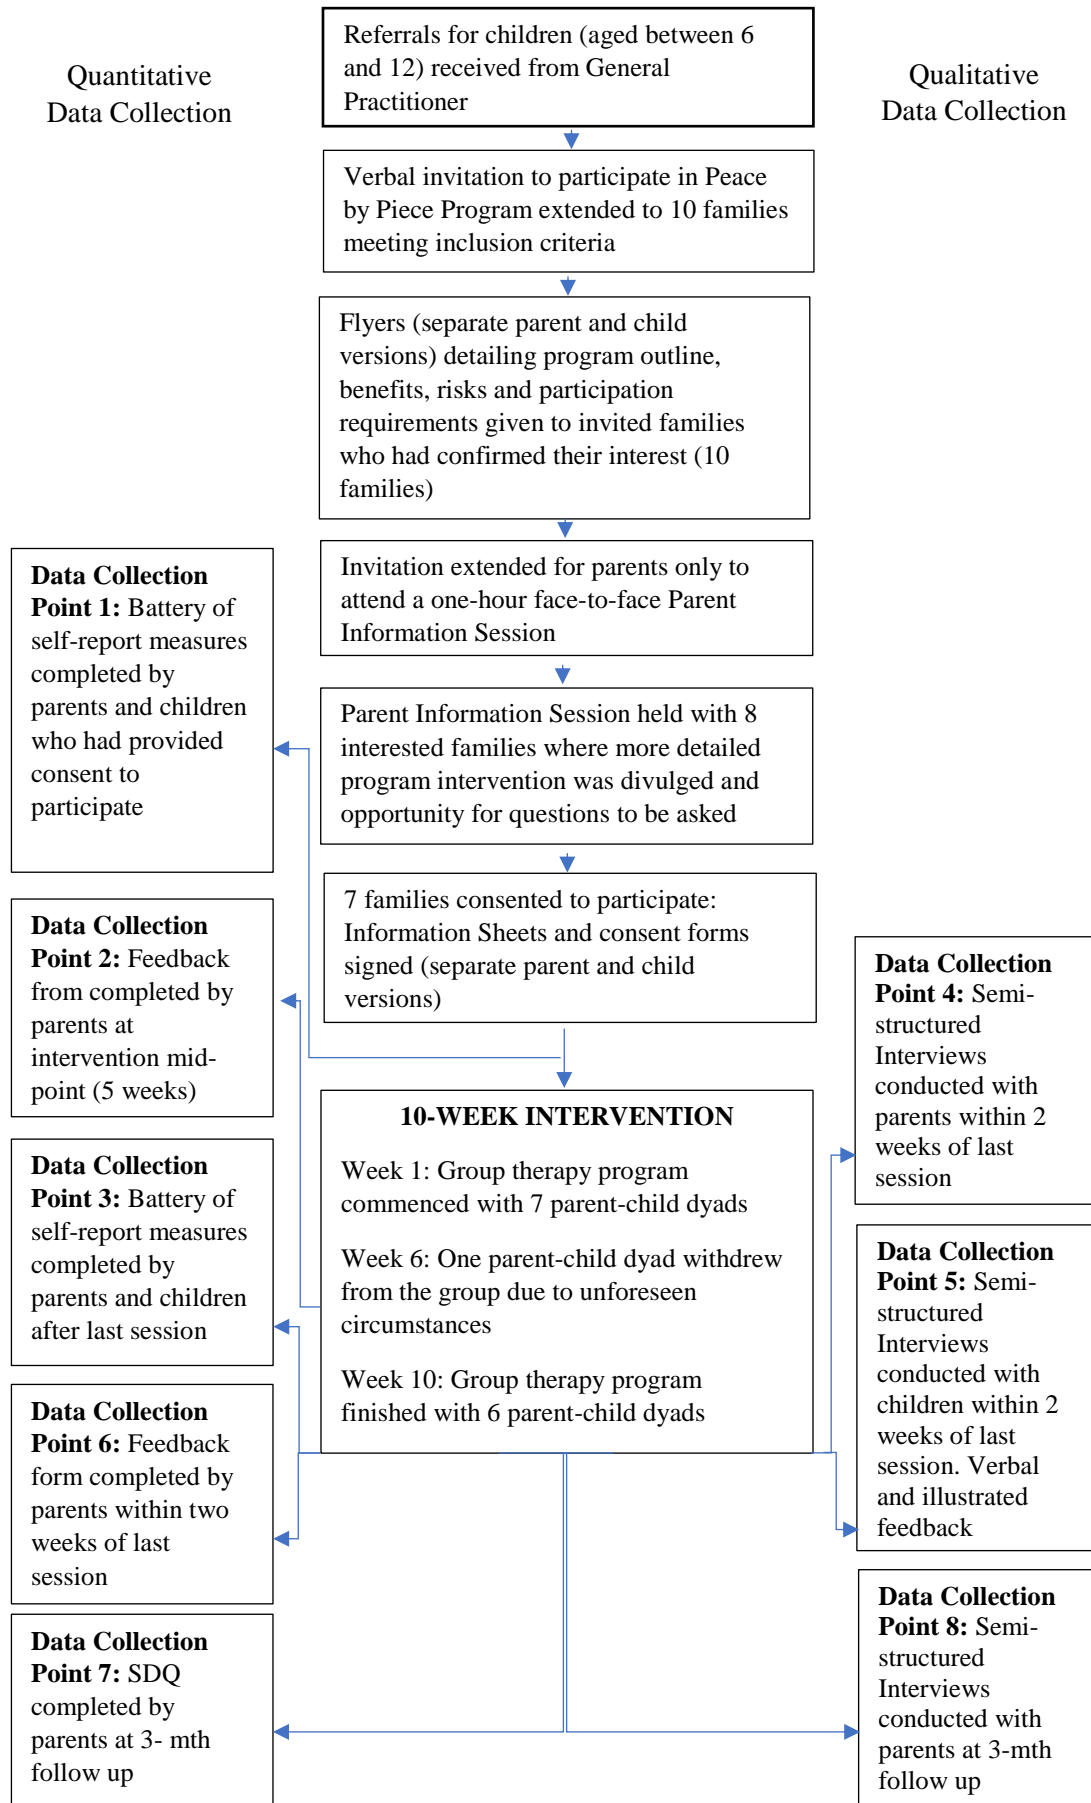 Quantitative
Data Collection
Referrals for children (aged between 6
and 12) received from General
Practitioner
Qualitative
Data Collection
Verbal invitation to participate in Peace
by Piece Program extended to 10 families
meeting inclusion criteria
Flyers (separate parent and child
versions) detailing program outline,
benefits, risks and participation
requirements given to invited families
who had confirmed their interest (10
families)
Invitation extended for parents only to
attend a one-hour face-to-face Parent
Information Session
Parent Information Session held with 8
interested families where more detailed
program intervention was divulged and
opportunity for questions to be asked
7 families consented to participate:
Information Sheets and consent forms
signed (separate parent and child
versions)
10-WEEK INTERVENTION
Week 1: Group therapy program
commenced with 7 parent-child dyads
Week 6: One parent-child dyad withdrew
from the group due to unforeseen
circumstances
Week 10: Group therapy program
finished with 6 parent-child dyads
Data Collection
Point 1: Battery of
self-report measures
completed by
parents and children
who had provided
consent to
participate
Data Collection
Point 2: Feedback
from completed by
parents at
intervention mid-
point (5 weeks)
Data Collection
Point 3: Battery of
self-report measures
completed by
parents and children
after last session
Data Collection
Point 6: Feedback
form completed by
parents within two
weeks of last
session
Data Collection
Point 7: SDQ
completed by
parents at 3- mth
follow up
Data Collection
Point 4: Semi-
structured
Interviews
conducted with
parents within 2
weeks of last
session
Data Collection
Point 5: Semi-
structured
Interviews
conducted with
children within 2
weeks of last
session. Verbal
and illustrated
feedback
Data Collection
Point 8: Semi-
structured
Interviews
conducted with
parents at 3-mth
follow up